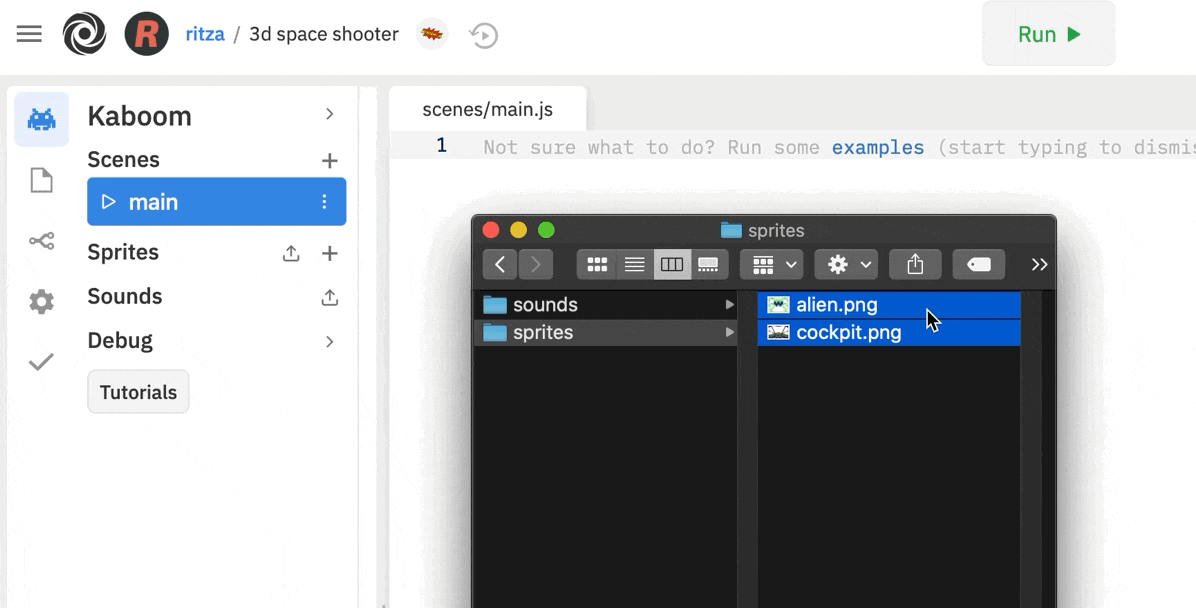 R ritza / 3d space shooter
Run
Kaboom
scenes/main.js
1 Not sure what to do? Run some examples (start typing to dismis
Scenes
main
Sprites
Sounds
Debug
Tutorials
sprites
sounds
sprites
alien.png
cockpit.png